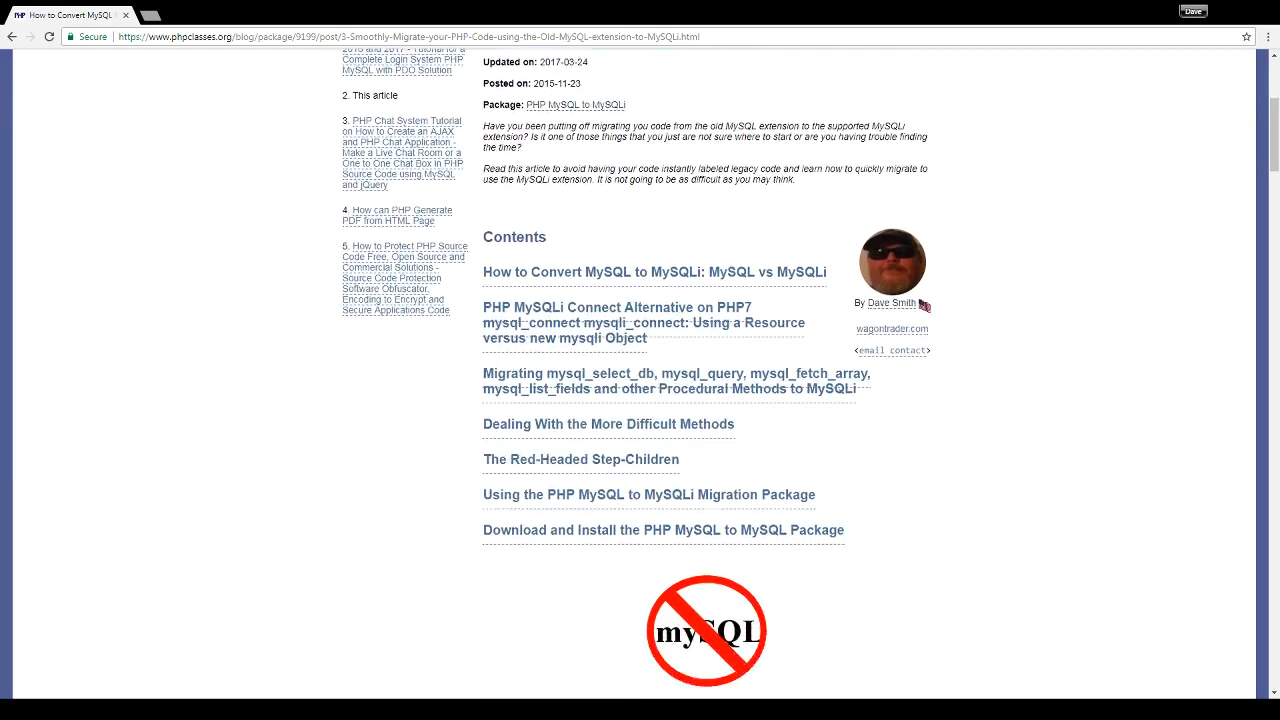 How to Convert MySQL
Dave
Secure
https://www.phpclasses.org/blog/package/9199/post/3-Smoothly-Migrate-your-PHP-Code-using-the-Old-MySQL-extension-to-MySQLi.html
2016 and 2017 - Tutorial for a
Complete Login System PHP
MySQL with PDO Solution
2. This article
3. PHP Chat System Tutorial
on How to Create an AJAX
and PHP Chat Application -
Make a Live Chat Room or a
One to One Chat Box in PHP
Source Code using MySQL
and jQuery
4. How can PHP Generate
PDF from HTML Page
5. How to Protect PHP Source
Code Free, Open Source and
Commercial Solutions -
Source Code Protection
Software Obfuscator,
Encoding to Encrypt and
Secure Applications Code
Updated on: 2017-03-24
Posted on: 2015-11-23
Package: PHP MySQL to MySQLi
Have you been putting off migrating you code from the old MySQL extension to the supported MySQLi
extension? Is it one of those things that you just are not sure where to start or are you having trouble finding
the time?
Read this article to avoid having your code instantly labeled legacy code and learn how to quickly migrate to
use the MySQLi extension. It is not going to be as difficult as you may think.
Contents
How to Convert MySQL to MySQLi: MySQL vs MySQLi
PHP MySQLi Connect Alternative on PHP7
mysql_connect mysqli_connect: Using a Resource
versus new mysqli Object
Migrating mysql_select_db, mysql_query, mysql_fetch_array,
mysql_list_fields and other Procedural Methods to MySQLi
Dealing With the More Difficult Methods
The Red-Headed Step-Children
Using the PHP MySQL to MySQLi Migration Package
Download and Install the PHP MySQL to MySQL Package
By Dave Smith
wagontrader.com
<email contact>
mySQL